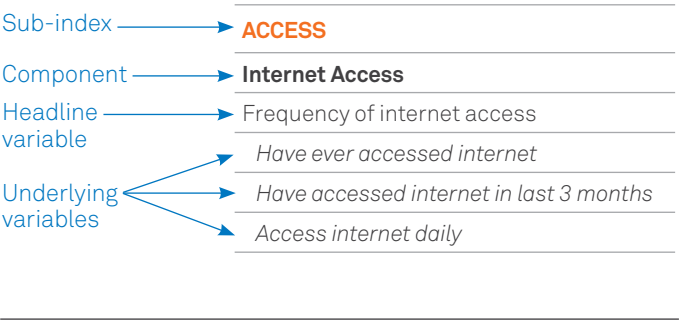 Sub-index
ACCESS
Component
Internet Access
Headline
variable
Frequency of internet access
Have ever accessed internet
Underlying
variables
Have accessed internet in last 3 months
Access internet daily